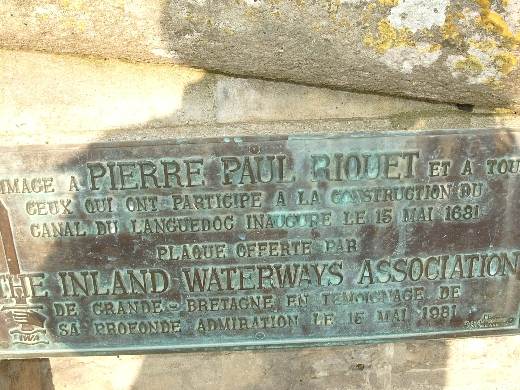 MMAGE A PIERRE PAUL RIQUET ET A TOU
CEUX QUI ONT PARTICIPE A LA CONSTRUCTION DU
CANAL DU LANGUEDOC INAUGURE LE 15 MAI 1681
PLAQUE OFFERTE PAR
THE INLAND WATERWAYS ASSOCIATION
DE GRANDE-BRETAGNE EN TEMOIGNAGE DE
SA PROFONDE ADMIRATION LE 15 MAI 1981
IWA